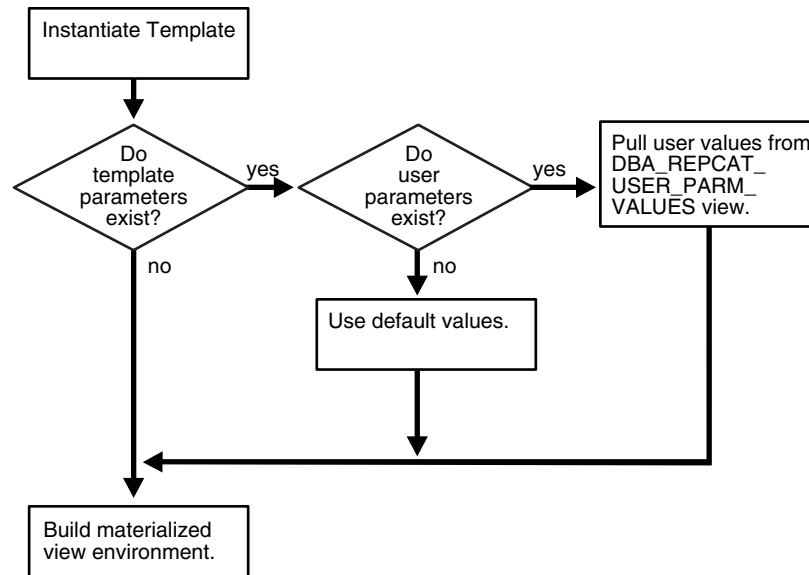 Instantiate Template
Do
template
parameters
exist?
yes
Do
user
parameters
exist?
yes
Pull user values from
DBA_REPCAT_
USER_PARM_
VALUES view.
no
no
Use default values.
Build materialized
view environment.